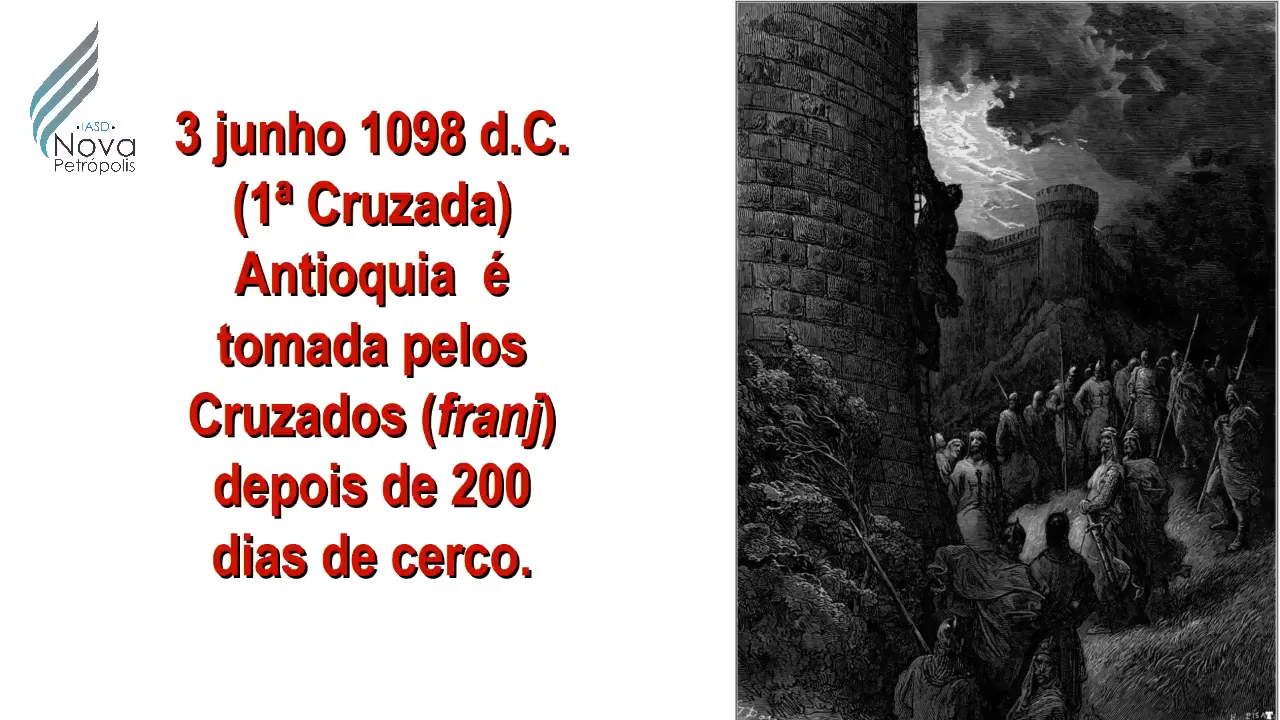 •IASD•
Nova
Petrópolis
3 junho 1098 d.C.
(1ª Cruzada)
Antioquia é
tomada pelos
Cruzados (franj)
depois de 200
dias de cerco.